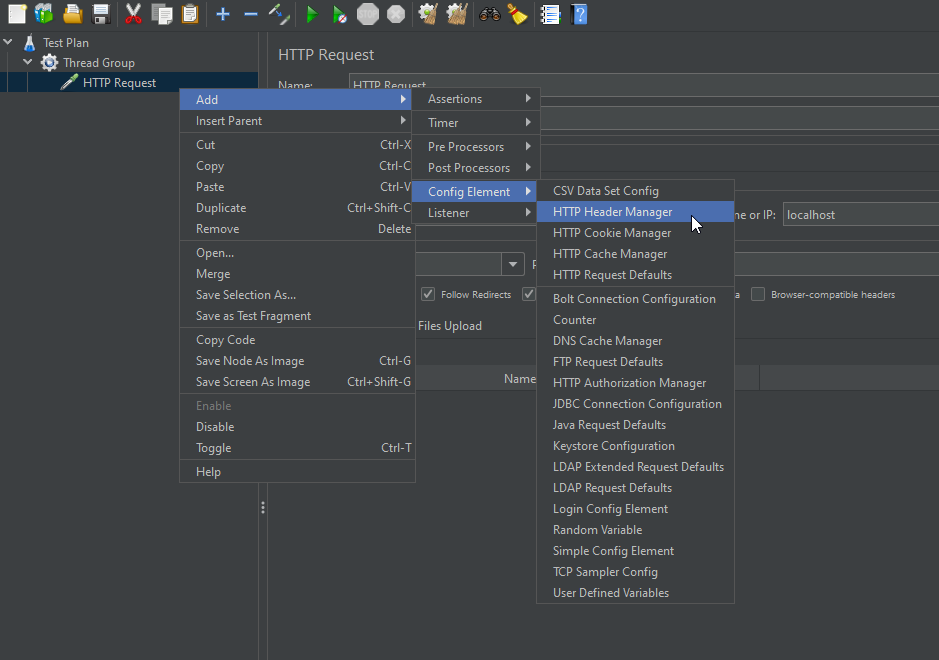 STOP
?
Test Plan
Thread Group
HTTP Request
HTTP Request
Name: HTTP Request
Add
Insert Parent
Cut Ctrl-X
Copy Ctrl-C
Paste Ctrl-V
Duplicate Ctrl+Shift-C
Remove Delete
Open...
Merge
Save Selection As...
Save as Test Fragment
Copy Code
Save Node As Image Ctrl-G
Save Screen As Image Ctrl+Shift-G
Enable
Disable
Toggle Ctrl-T
Help
Assertions
Timer
Pre Processors
Post Processors
Config Element
Listener
CSV Data Set Config
HTTP Header Manager
HTTP Cookie Manager
HTTP Cache Manager
HTTP Request Defaults
Bolt Connection Configuration
Counter
DNS Cache Manager
FTP Request Defaults
HTTP Authorization Manager
JDBC Connection Configuration
Java Request Defaults
Keystore Configuration
LDAP Extended Request Defaults
LDAP Request Defaults
Login Config Element
Random Variable
Simple Config Element
TCP Sampler Config
User Defined Variables
or IP: localhost
Follow Redirects
Browser-compatible headers
Files Upload
Name